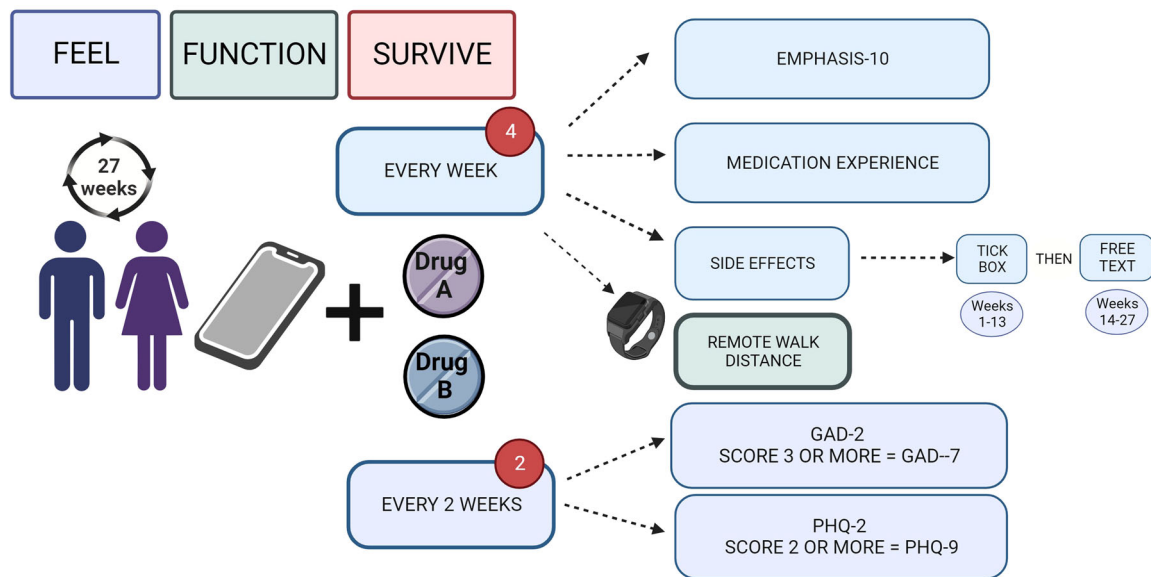 FEEL
FUNCTION
SURVIVE
27
weeks
4
EVERY WEEK
EMPHASIS-10
MEDICATION EXPERIENCE
SIDE EFFECTS
TICK
BOX
THEN
FREE
TEXT
Weeks
1-13
Weeks
14-27
REMOTE WALK
DISTANCE
Drug
A
Drug
B
2
EVERY 2 WEEKS
GAD-2
SCORE 3 OR MORE = GAD--7
PHQ-2
SCORE 2 OR MORE = PHQ-9